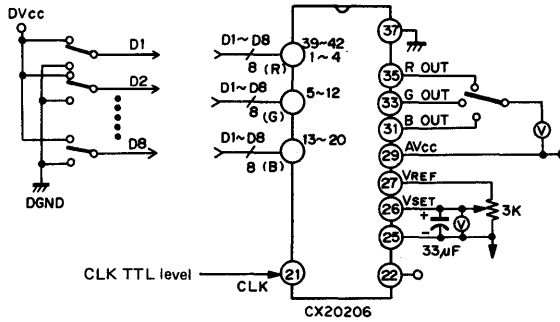 DVcc
D1
D2
D8
DGND
D1~D8
8 (R)
39~42
1~4
D1~D8
8 (G)
5~12
D1~D8
8 (B)
13~20
CLK TTL level
CLK
21
37
35
R OUT
33
G OUT
31
B OUT
V
29
AVcc
27
VREF
26
VSET
3K
+
V
−
33µF
25
22
CX20206